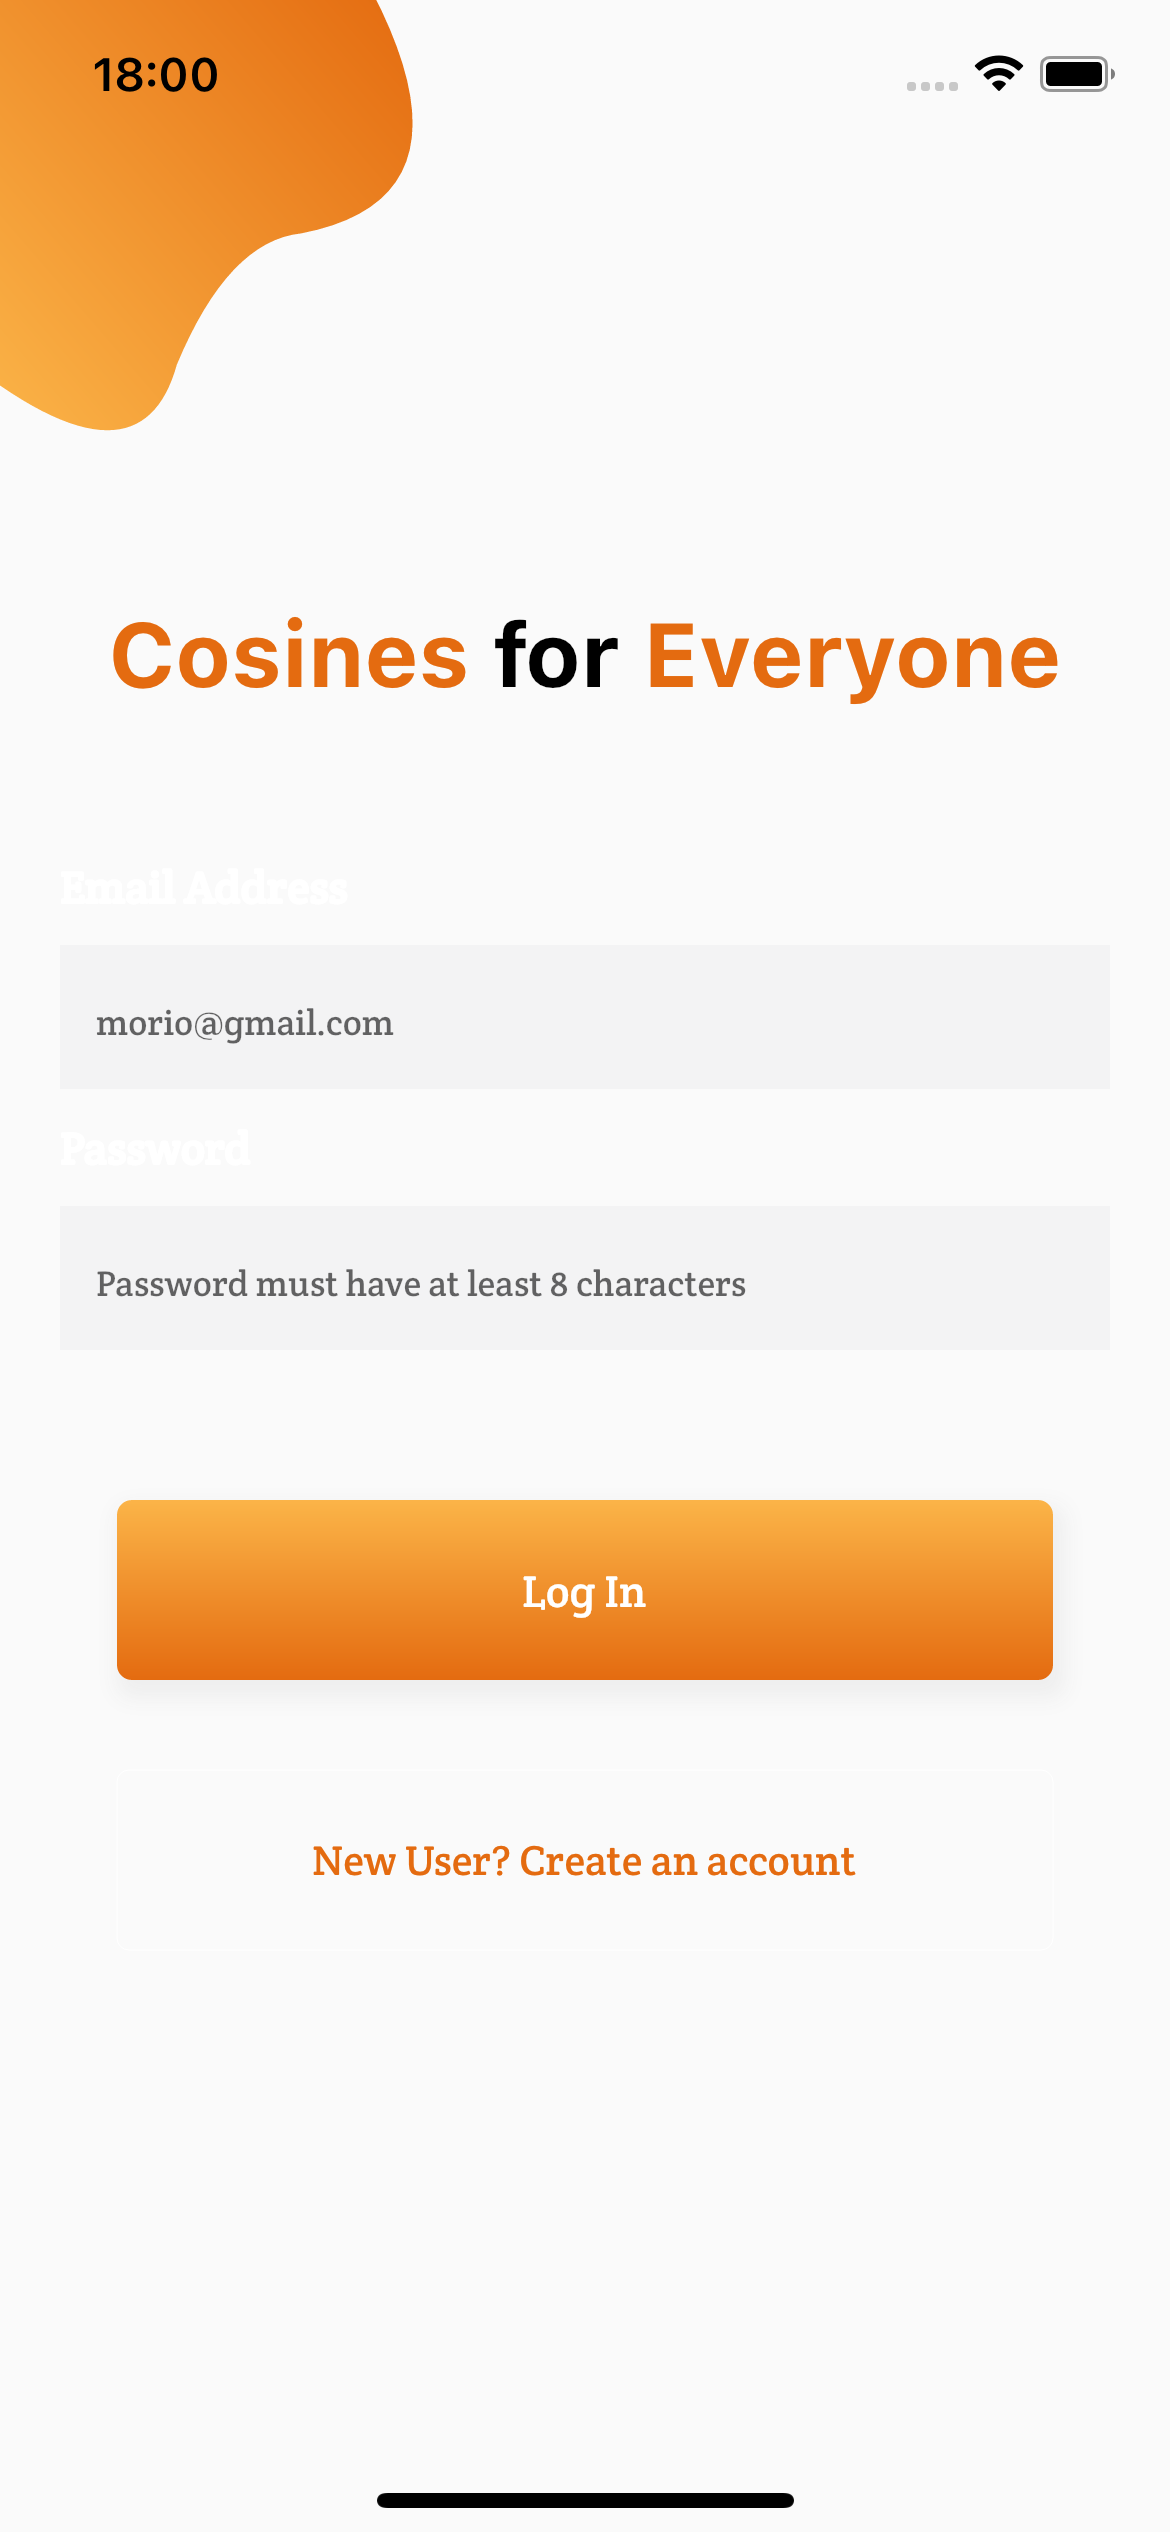 18:00
Cosines for Everyone
Email Address
morio@gmail.com
Password
Password must have at least 8 characters
Log In
New User? Create an account